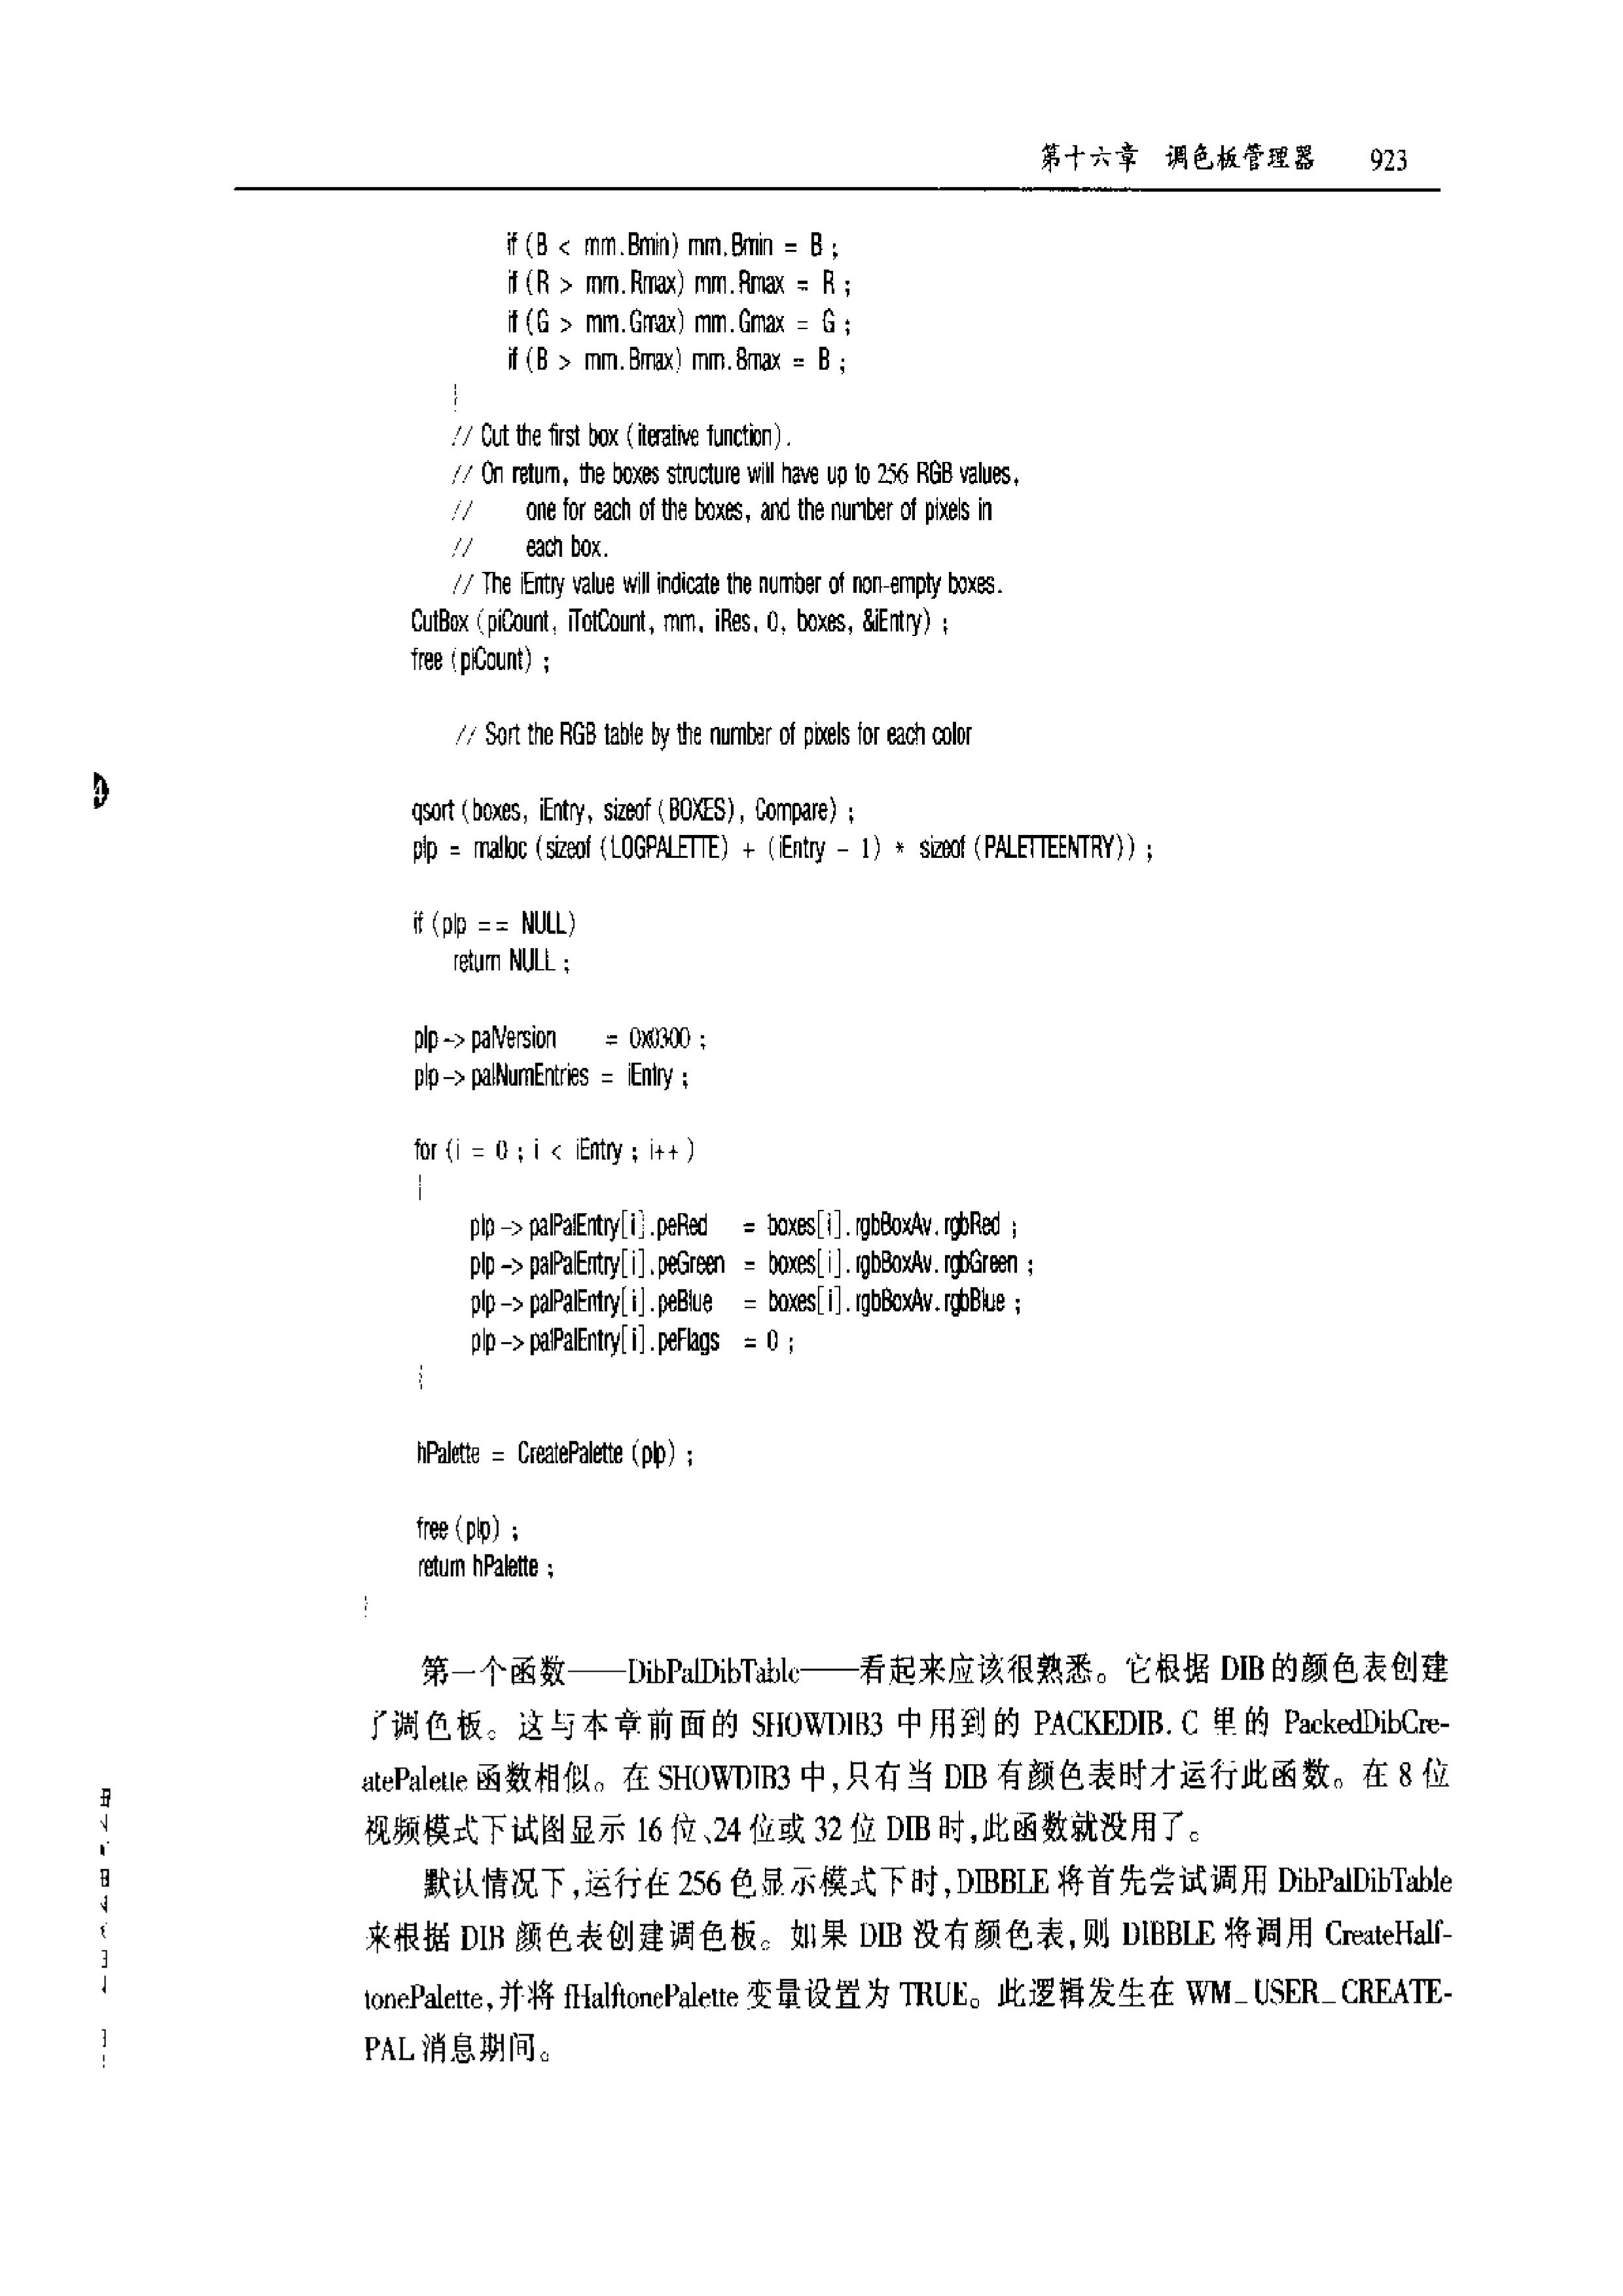 第十六章 调色板管理器 923
if (B < mm.Bmin) mm.Bmin = B ;
if (R > mm.Rmax) mm.Rmax = R ;
if (G > mm.Gmax) mm.Gmax = G ;
if (B > mm.Bmax) mm.Bmax = B ;
}
// Cut the first box (iterative function).
// On return, the boxes structure will have up to 256 RGB values,
// one for each of the boxes, and the number of pixels in
// each box.
// The iEntry value will indicate the number of non-empty boxes.
CutBox (piCount, iTotCount, mm, iRes, 0, boxes, &iEntry) ;
free (piCount) ;
// Sort the RGB table by the number of pixels for each color
qsort (boxes, iEntry, sizeof (BOXES), Compare) ;
plp = malloc (sizeof (LOGPALETTE) + (iEntry - 1) * sizeof (PALETTEENTRY)) ;
if (plp == NULL)
return NULL ;
plp -> palVersion = 0x0300 ;
plp -> palNumEntries = iEntry ;
for (i = 0 ; i < iEntry ; i++ )
{
plp -> palPalEntry[i].peRed = boxes[i].rgbBoxAv.rgbRed ;
plp -> palPalEntry[i].peGreen = boxes[i].rgbBoxAv.rgbGreen ;
plp -> palPalEntry[i].peBlue = boxes[i].rgbBoxAv.rgbBlue ;
plp -> palPalEntry[i].peFlags = 0 ;
}
hPalette = CreatePalette (plp) ;
free (plp) ;
return hPalette ;
}
第一个函数——DibPalDibTable——看起来应该很熟悉。它根据 DIB 的颜色表创建
了调色板。这与本章前面的 SHOWDIB3 中用到的 PACKEDIB.C 里的 PackedDibCre-
atePalette 函数相似。在 SHOWDIB3 中,只有当 DIB 有颜色表时才运行此函数。在 8 位
视频模式下试图显示 16 位、24 位或 32 位 DIB 时,此函数就没用了。
默认情况下,运行在 256 色显示模式下时,DIBBLE 将首先尝试调用 DibPalDibTable
来根据 DIB 颜色表创建调色板。如果 DIB 没有颜色表,则 DIBBLE 将调用 CreateHalf-
tonePalette,并将 fHalftonePalette 变量设置为 TRUE。此逻辑发生在 WM_USER_CREATE-
PAL 消息期间。